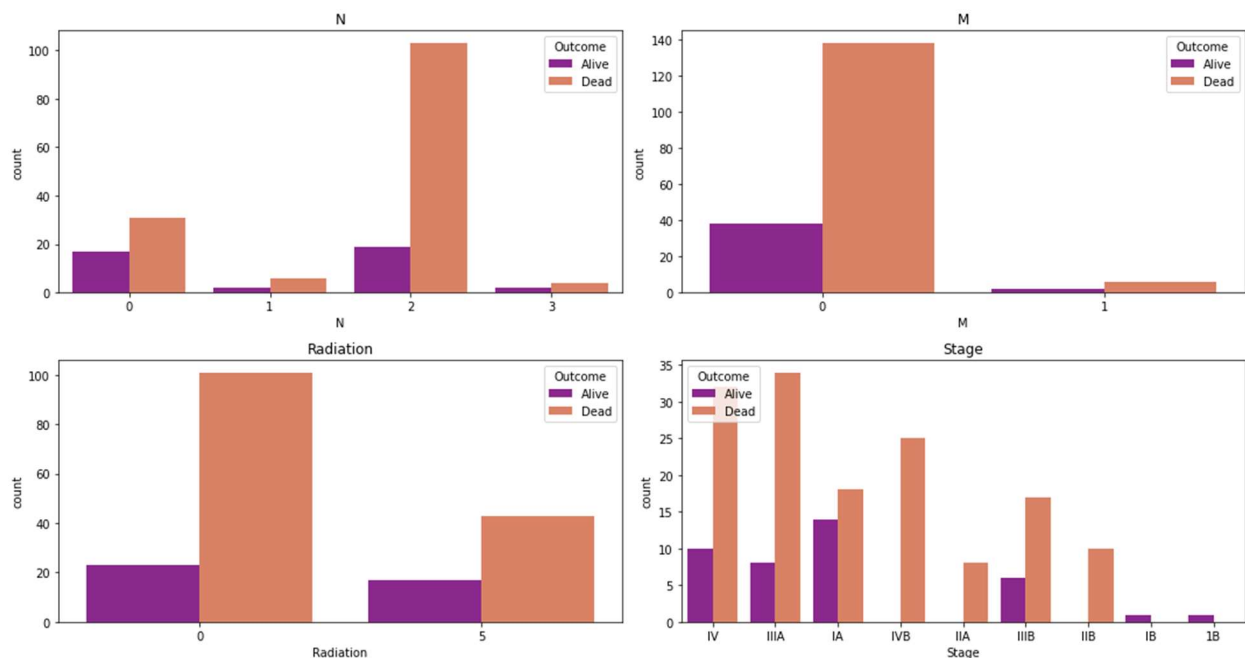 N
100
80
60
40
20
0
count
Outcome
Alive
Dead
0 1 2 3
N
M
140
120
100
80
60
40
20
0
count
Outcome
Alive
Dead
0 1
M
Radiation
100
80
60
40
20
0
count
Outcome
Alive
Dead
0 5
Radiation
Stage
35
30
25
20
15
10
5
0
count
Outcome
Alive
Dead
IV IIIA IA IVB IIA IIIB IIB IB 1B
Stage